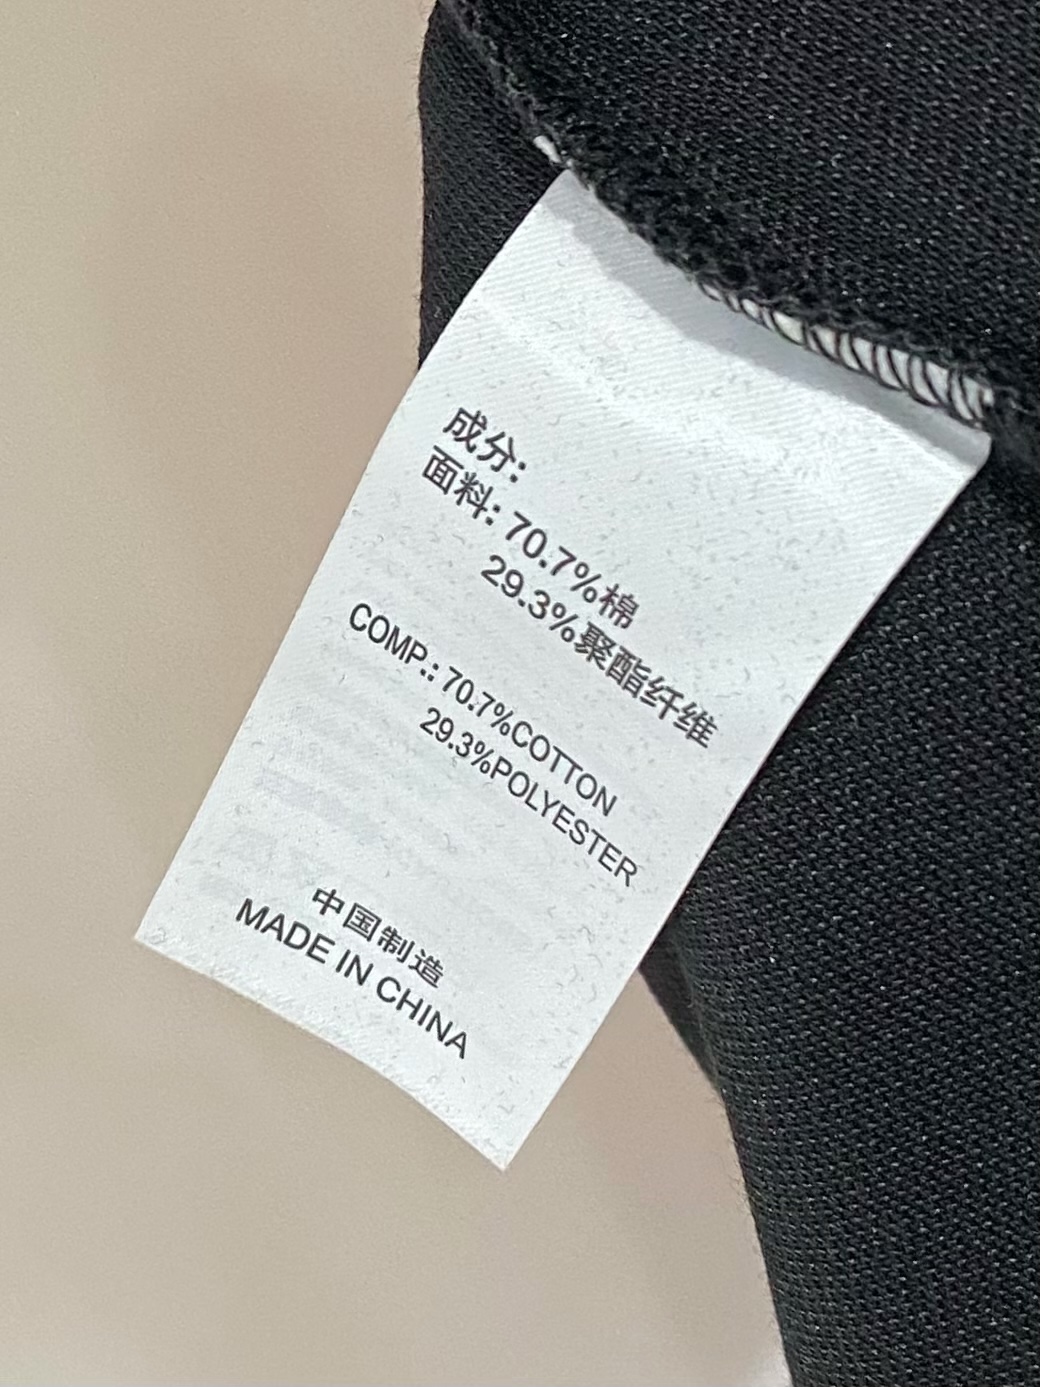 成分:
面料: 70.7%棉
29.3%聚酯纤维
COMP.: 70.7%COTTON
29.3%POLYESTER
中国制造
MADE IN CHINA